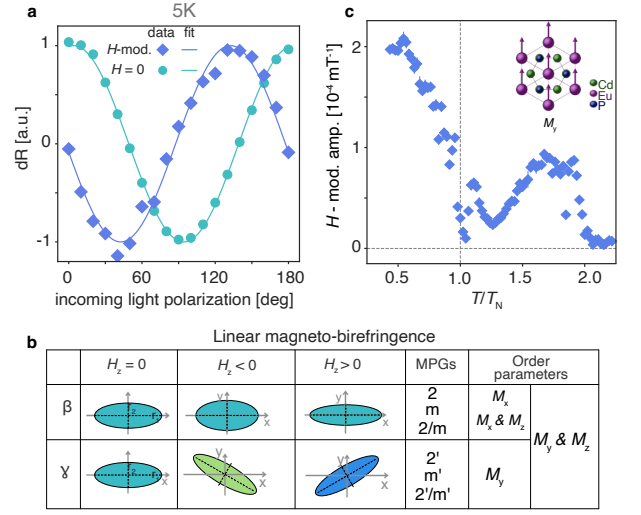 a
5K
data fit
H-mod.
H = 0
dR [a.u.]
1
0
-1
0 60 120 180
incoming light polarization [deg]
c
H - mod. amp. [10⁻⁴ mT⁻¹]
2
1
0
0.5 1.0 1.5 2.0
T/T_N
M_y
Cd
Eu
P
b
Linear magneto-birefringence
H_z = 0 H_z < 0 H_z > 0 MPGs Order parameters
β
y
x
y
x
2
m
2/m
M_x
M_x & M_z
γ
x
y
x
y
x
2'
m'
2'/m'
M_y
M_y & M_z